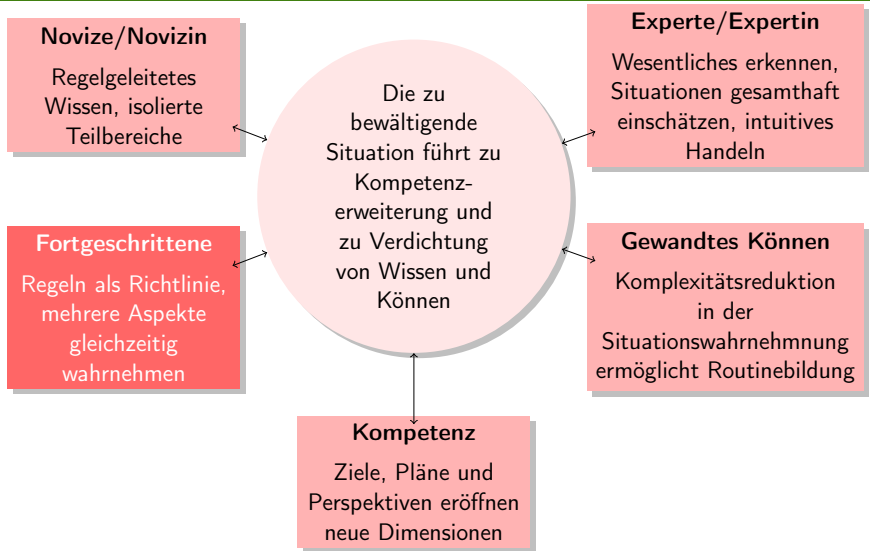 Novize/Novizin
Regelgeleitetes
Wissen, isolierte
Teilbereiche
Fortgeschrittene
Regeln als Richtlinie,
mehrere Aspekte
gleichzeitig
wahrnehmen
Die zu
bewältigende
Situation führt zu
Kompetenz-
erweiterung und
zu Verdichtung
von Wissen und
Können
Kompetenz
Ziele, Pläne und
Perspektiven eröffnen
neue Dimensionen
Experte/Expertin
Wesentliches erkennen,
Situationen gesamthaft
einschätzen, intuitives
Handeln
Gewandtes Können
Komplexitätsreduktion
in der
Situationswahrnehmnung
ermöglicht Routinebildung